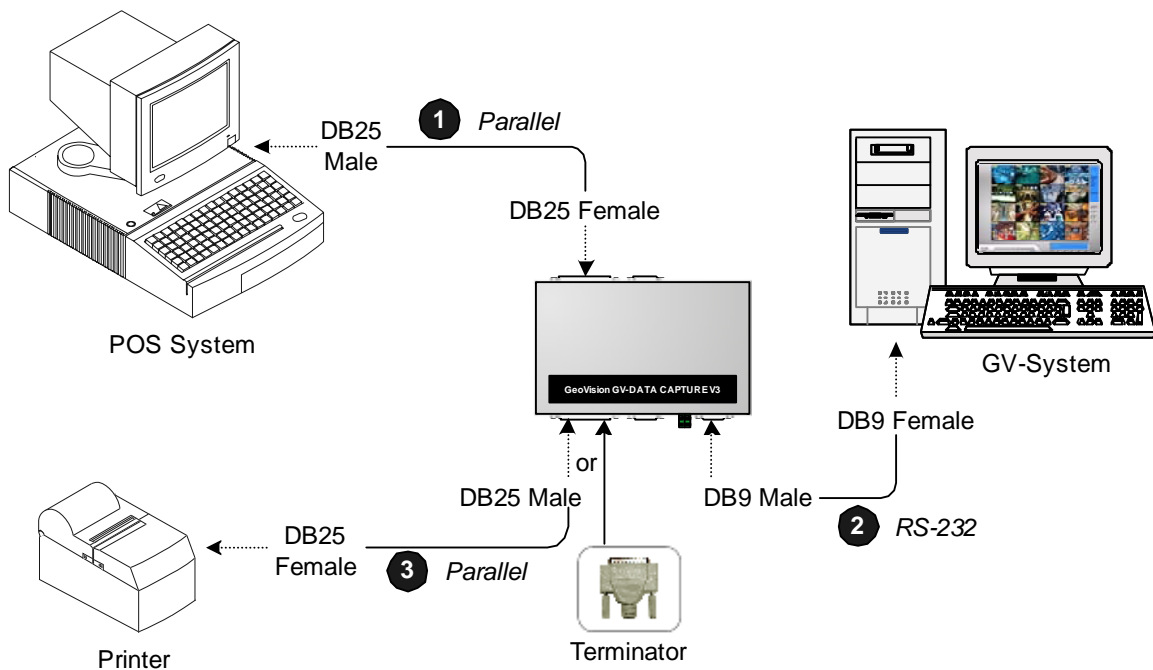 1 Parallel
DB25
Male
DB25 Female
POS System
GeoVision GV-DATA CAPTURE V3
GV-System
DB9 Female
or
DB25 Male
DB9 Male
2 RS-232
DB25
Female
3 Parallel
Terminator
Printer